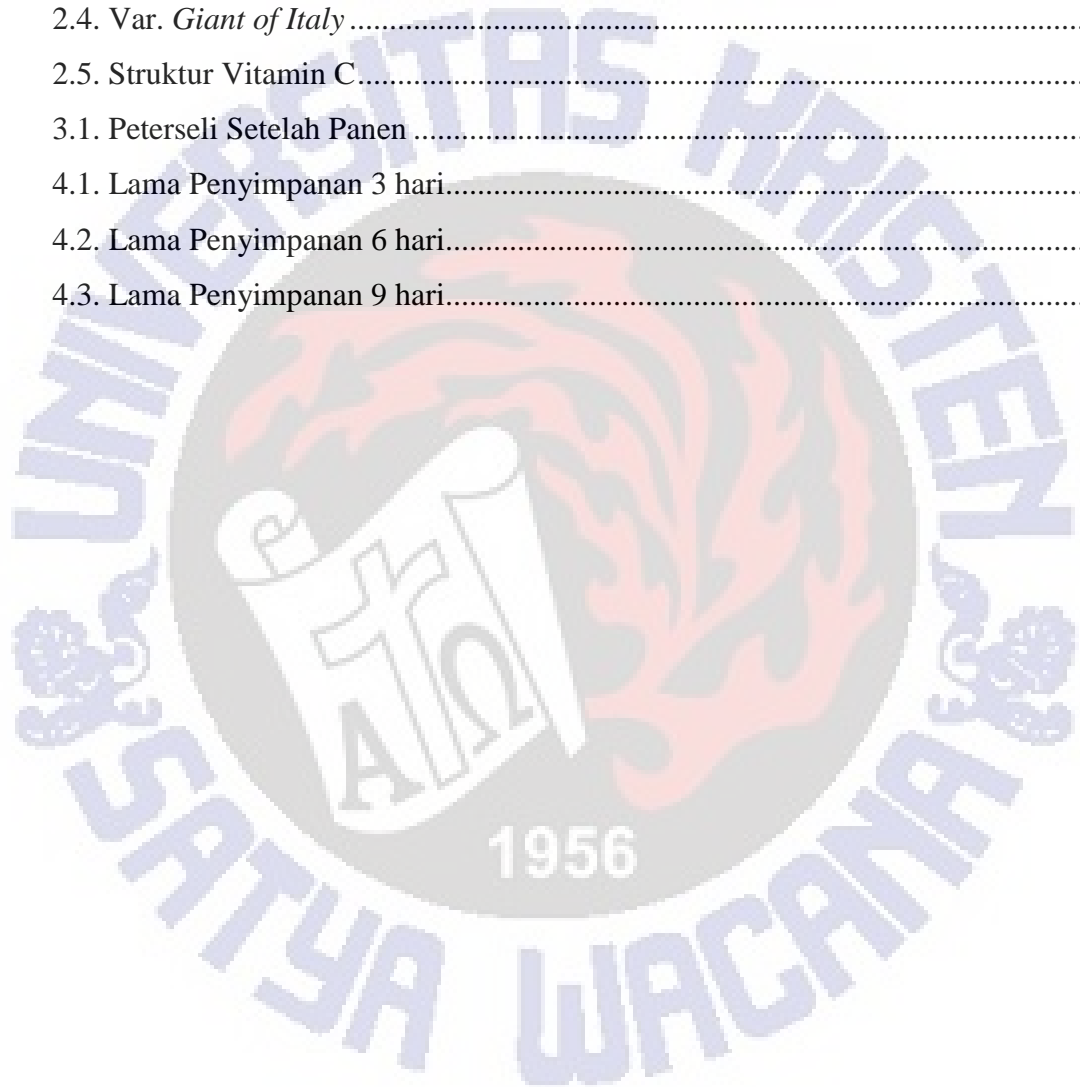 2.4. Var. Giant of Italy ........................................................................
2.5. Struktur Vitamin C........................................................................
3.1. Peterseli Setelah Panen ........................................................................
4.1. Lama Penyimpanan 3 hari........................................................................
4.2. Lama Penyimpanan 6 hari........................................................................
4.3. Lama Penyimpanan 9 hari........................................................................
UNIVERSITAS KRISTEN
Α Ω
1956
SATYA WACANA